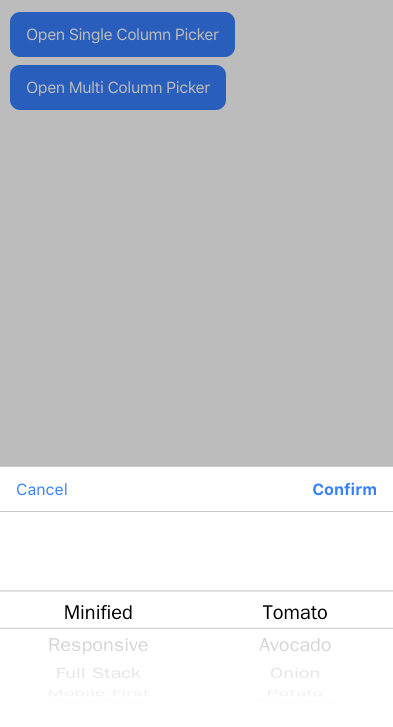 Open Single Column Picker
Open Multi Column Picker
Cancel Confirm
Minified Tomato
Responsive Avocado
Full Stack Onion
Mobile First Potato